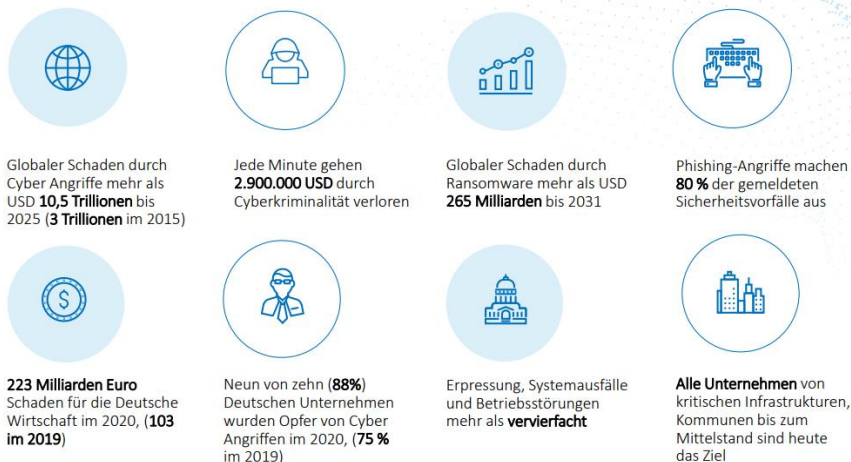 Globaler Schaden durch
Cyber Angriffe mehr als
USD 10,5 Trillionen bis
2025 (3 Trillionen im 2015)
Jede Minute gehen
2.900.000 USD durch
Cyberkriminalität verloren
Globaler Schaden durch
Ransomware mehr als USD
265 Milliarden bis 2031
Phishing-Angriffe machen
80 % der gemeldeten
Sicherheitsvorfälle aus
$
223 Milliarden Euro
Schaden für die Deutsche
Wirtschaft im 2020, (103
im 2019)
Neun von zehn (88%)
Deutschen Unternehmen
wurden Opfer von Cyber
Angriffen im 2020, (75 %
im 2019)
Erpressung, Systemausfälle
und Betriebsstörungen
mehr als vervierfacht
Alle Unternehmen von
kritischen Infrastrukturen,
Kommunen bis zum
Mittelstand sind heute
das Ziel